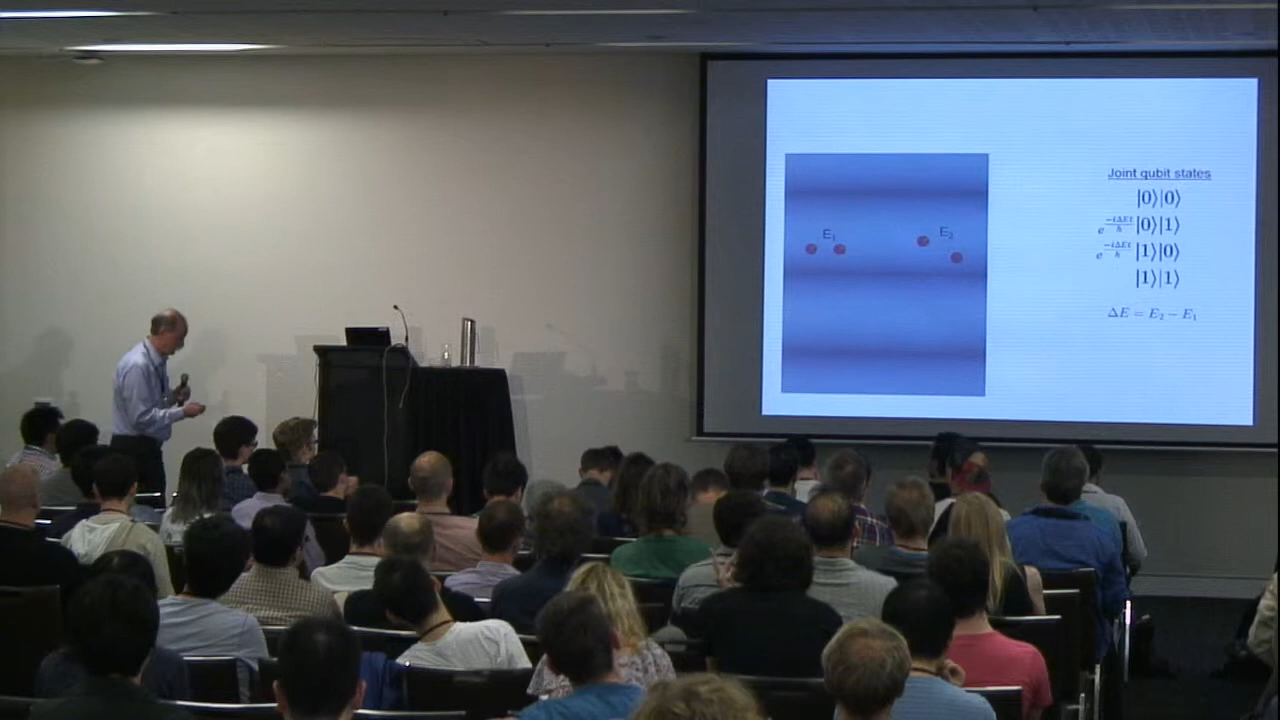 Joint qubit states
|0⟩|0⟩
E₁ E₂
e^{-iΔEt/ħ}|0⟩|1⟩
e^{-iΔEt/ħ}|1⟩|0⟩
|1⟩|1⟩
ΔE = E₂ − E₁